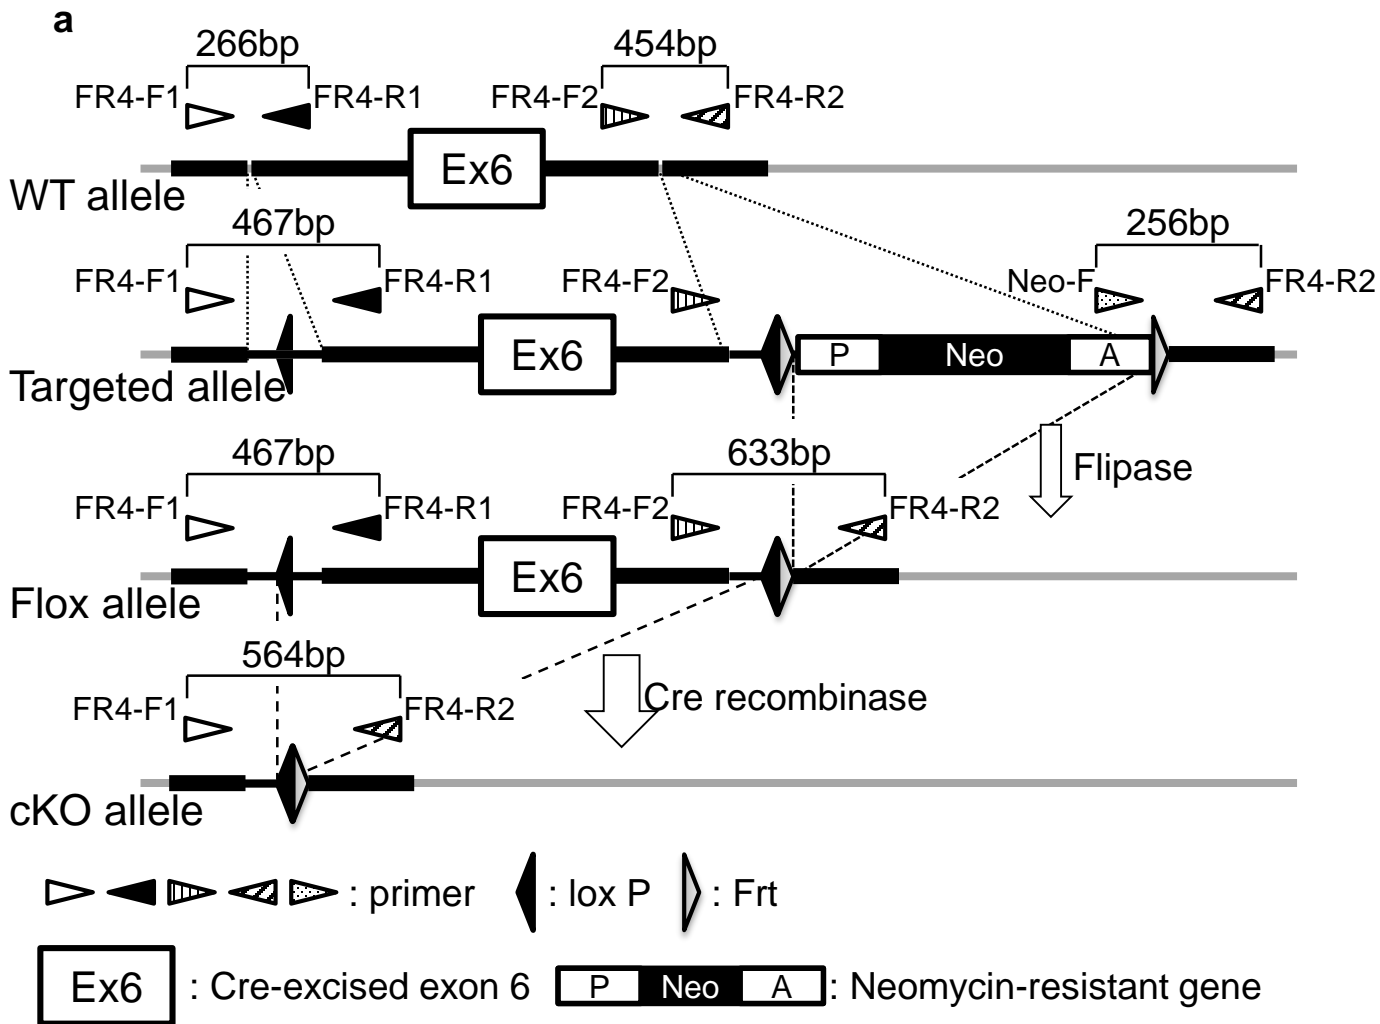 a
266bp 454bp
FR4-F1 FR4-R1 FR4-F2 FR4-R2
Ex6
WT allele
467bp 256bp
FR4-F1 FR4-R1 FR4-F2 Neo-F FR4-R2
Ex6 P Neo A
Targeted allele
467bp 633bp
Flipase
FR4-F1 FR4-R1 FR4-F2 FR4-R2
Ex6
Flox allele
564bp
FR4-F1 FR4-R2
Cre recombinase
cKO allele
: primer : lox P : Frt
Ex6 : Cre-excised exon 6 P Neo A : Neomycin-resistant gene